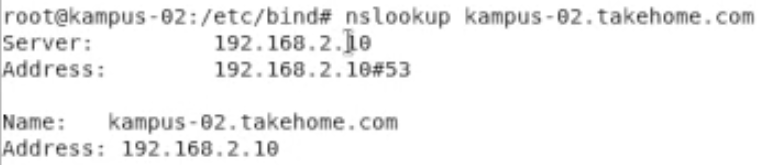 root@kampus-02:/etc/bind# nslookup kampus-02.takehome.com
Server:         192.168.2.10
Address:        192.168.2.10#53

Name:   kampus-02.takehome.com
Address: 192.168.2.10